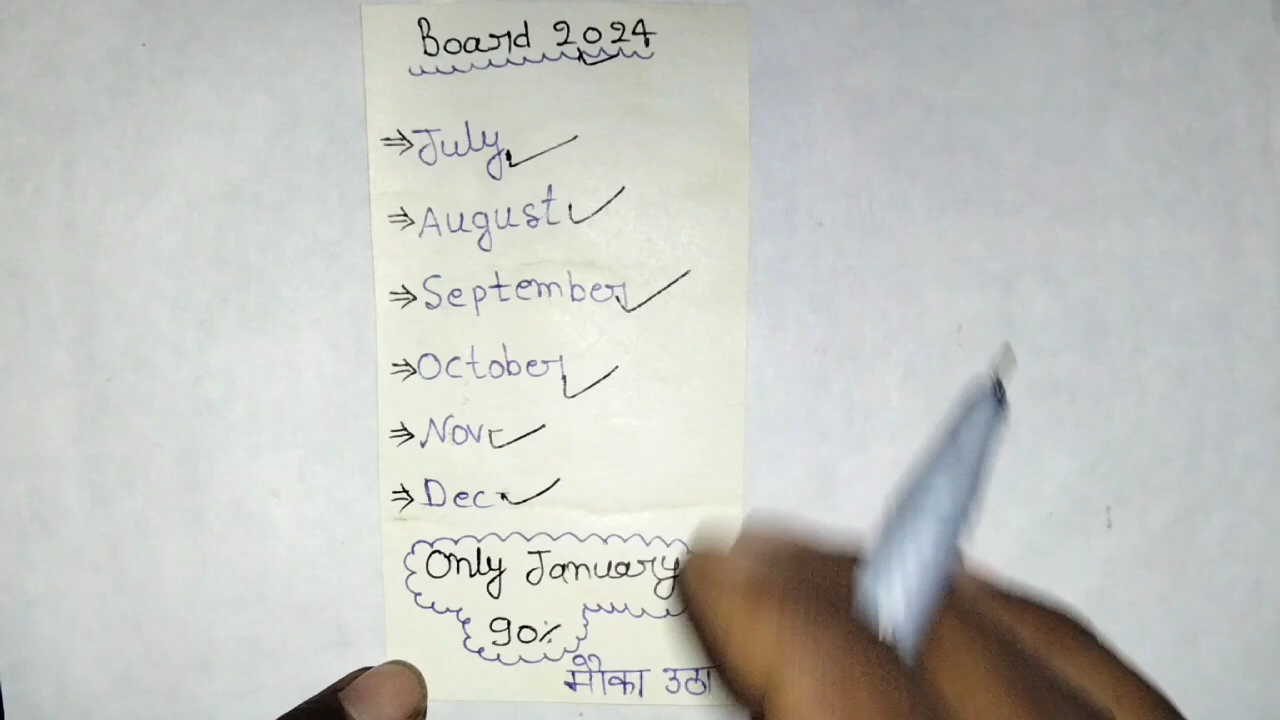 Board 2024
⇒ July ✓
⇒ August ✓
⇒ September ✓
⇒ October ✓
⇒ Nov ✓
⇒ Dec ✓
Only January
90%
मौका उठा